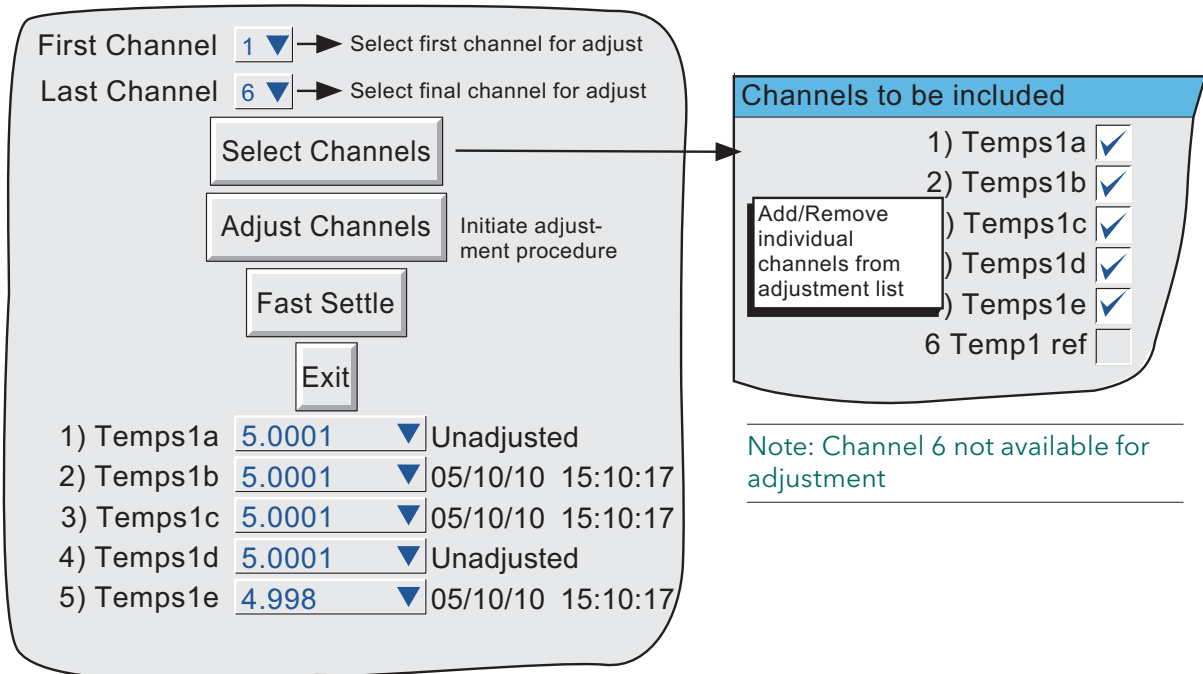 First Channel 1 Select first channel for adjust
Last Channel 6 Select final channel for adjust
Select Channels
Adjust Channels
Initiate adjust-
ment procedure
Fast Settle
Exit
1) Temps1a 5.0001 Unadjusted
2) Temps1b 5.0001 05/10/10 15:10:17
3) Temps1c 5.0001 05/10/10 15:10:17
4) Temps1d 5.0001 Unadjusted
5) Temps1e 4.998 05/10/10 15:10:17
Channels to be included
1) Temps1a
2) Temps1b
) Temps1c
) Temps1d
) Temps1e
6 Temp1 ref
Add/Remove
individual
channels from
adjustment list
Note: Channel 6 not available for
adjustment